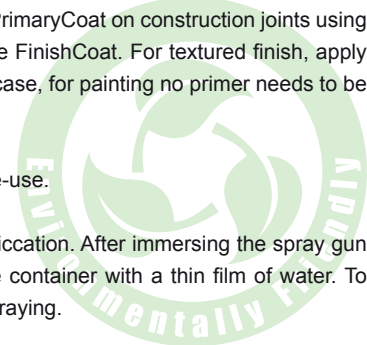 PrimaryCoat on construction joints using
FinishCoat. For textured finish, apply
case, for painting no primer needs to be
-use.
iccation. After immersing the spray gun
container with a thin film of water. To
raying.
Environmentally Friendly